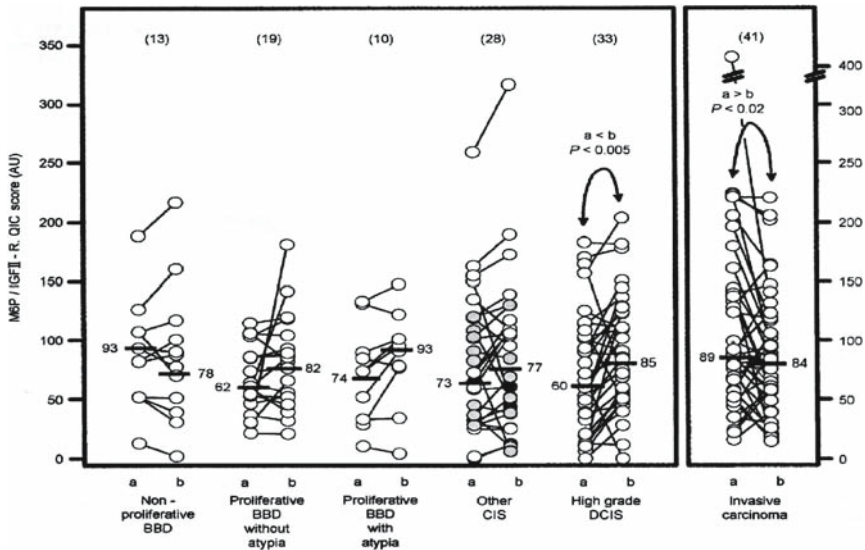 M6P / IGFII - R. QIC score (AU)
350
300
250
200
150
100
50
0
(13)
(19)
(10)
(28)
(33)
(41)
400
300
250
200
150
100
50
0
a < b
P < 0.005
a > b
P < 0.02
93
78
62
82
74
93
73
77
60
85
89
84
a b a b a b a b a b a b
Non -
proliferative
BBD
Proliferative
BBD
without
atypia
Proliferative
BBD
with
atypia
Other
CIS
High grade
DCIS
Invasive
carcinoma